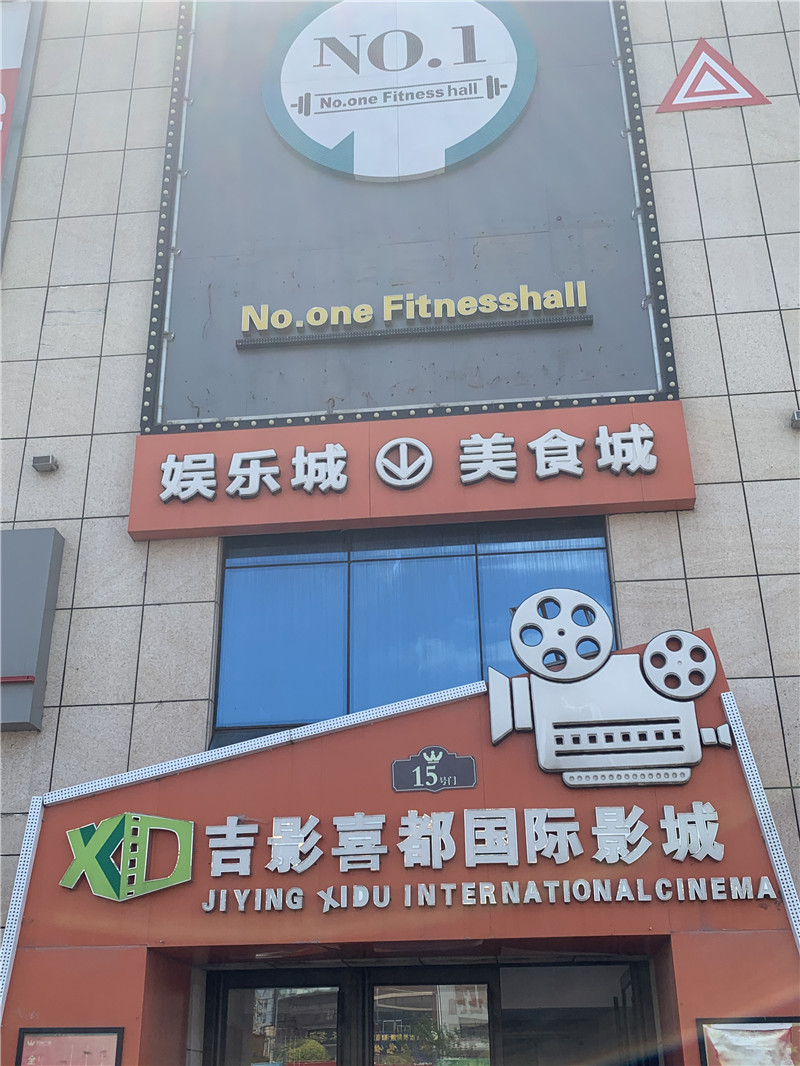 NO.1
No.one Fitness hall
No.one Fitnesshall
娱乐城 美食城
15号门
XD
吉影喜都国际影城
JIYING XIDU INTERNATIONALCINEMA